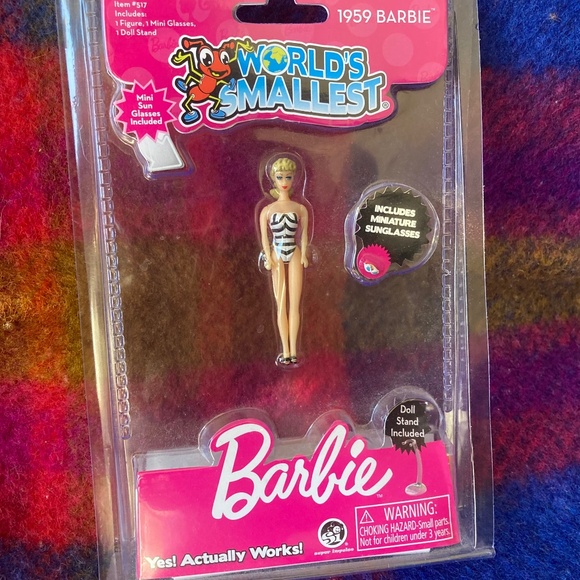 Item #517
Includes:
1 Figure, 1 Mini Glasses,
1 Doll Stand
1959 BARBIE™
WORLD'S
SMALLEST®
Mini
Sun
Glasses
Included
INCLUDES
MINIATURE
SUNGLASSES
Doll
Stand
Included
Barbie™
Yes! Actually Works!
super impulse
WARNING:
CHOKING HAZARD-Small parts.
Not for children under 3 years.